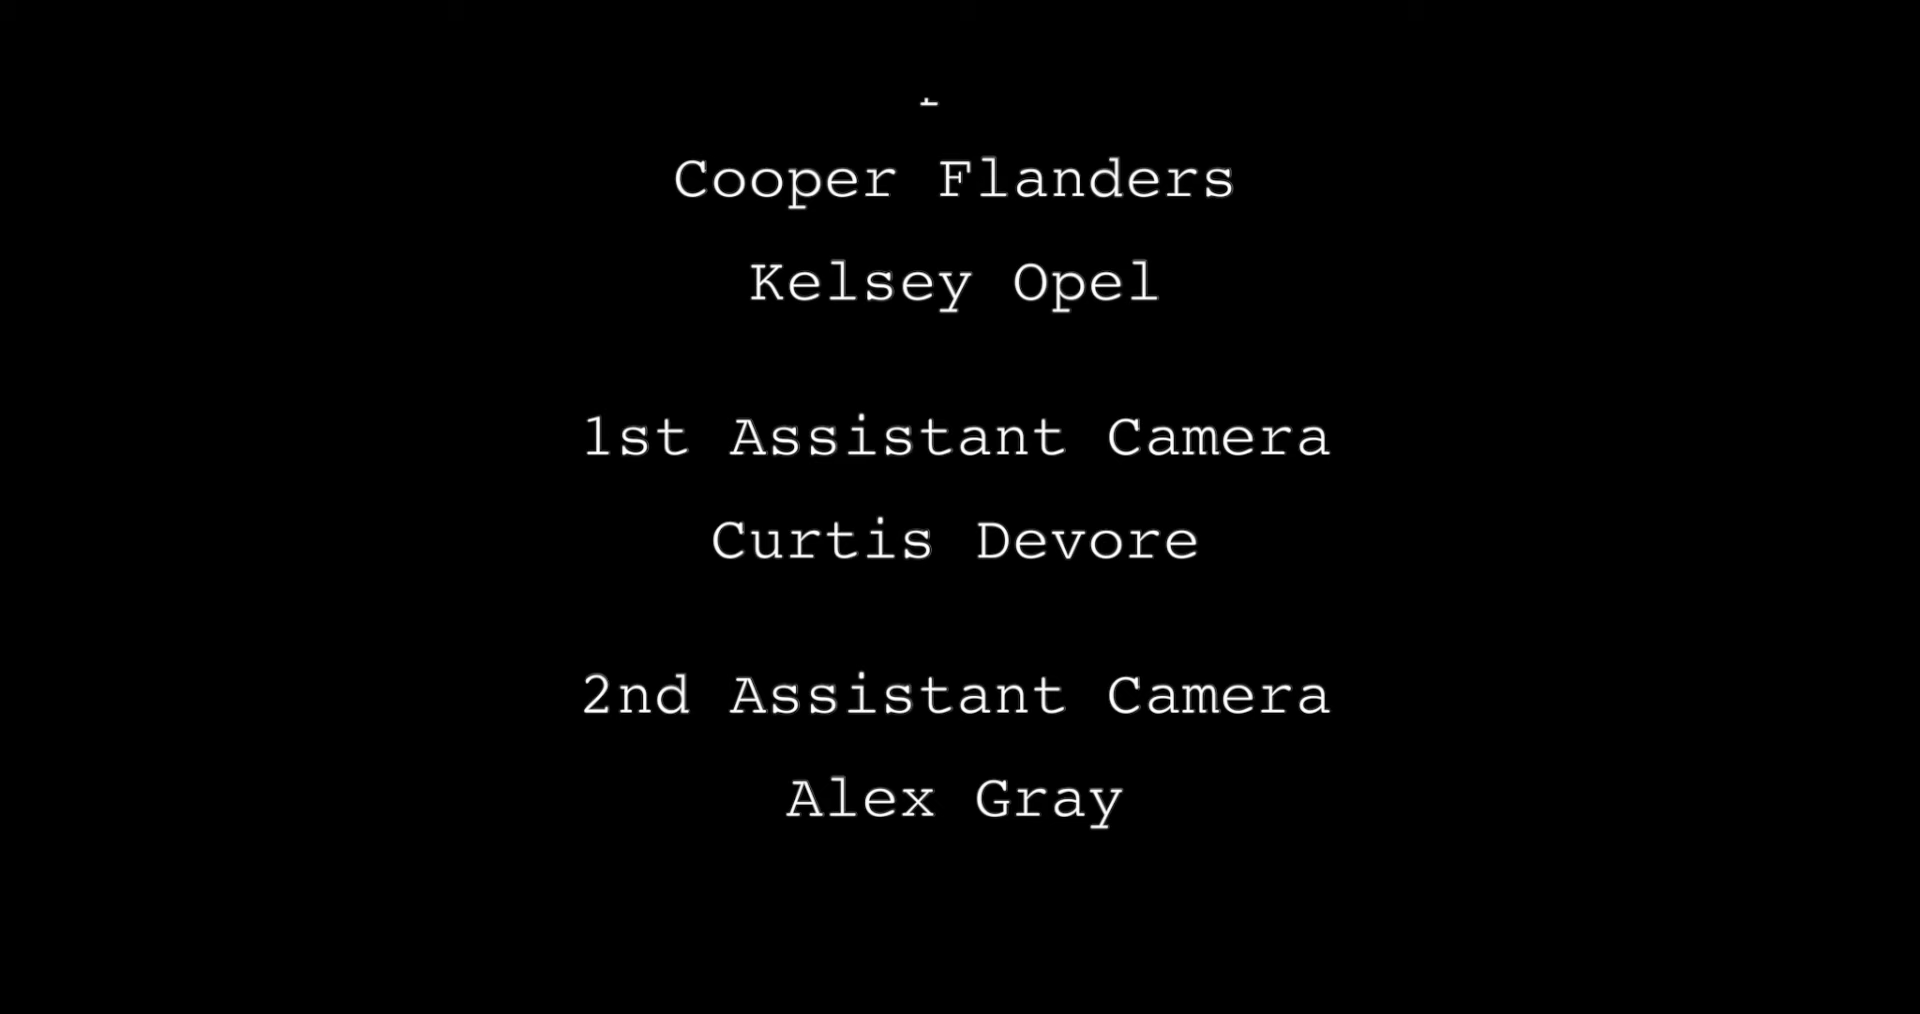 Cooper Flanders
Kelsey Opel
1st Assistant Camera
Curtis Devore
2nd Assistant Camera
Alex Gray